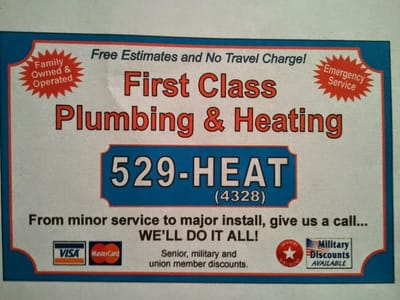 Free Estimates and No Travel Charge!
Family
Owned &
Operated
Emergency
Service
First Class
Plumbing & Heating
529-HEAT
(4328)
From minor service to major install, give us a call...
WE'LL DO IT ALL!
VISA
MasterCard
Senior, military and
union member discounts.
Military
Discounts
AVAILABLE